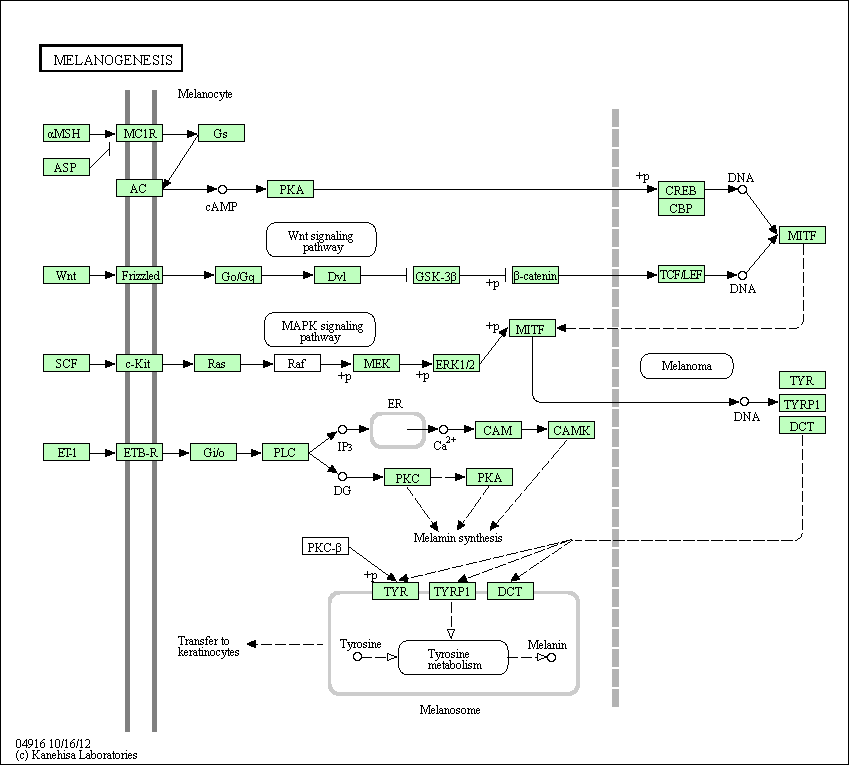 MELANOGENESIS
Melanocyte
αMSH
MC1R
Gs
ASP
AC
cAMP
PKA
+p
CREB
CBP
DNA
MITF
Wnt signaling
pathway
Wnt
Frizzled
Go/Gq
Dvl
GSK-3β
+p
β-catenin
TCF/LEF
DNA
MAPK signaling
pathway
+p
MITF
SCF
c-Kit
Ras
Raf
+p
MEK
+p
ERK1/2
Melanoma
TYR
TYRP1
DCT
DNA
ER
ET-1
ETB-R
Gi/o
PLC
IP3
Ca2+
CAM
CAMK
DG
PKC
PKA
Melamin synthesis
PKC-β
+p
TYR
TYRP1
DCT
Transfer to
keratinocytes
Tyrosine
Tyrosine
metabolism
Melanin
Melanosome
04916 10/16/12
(c) Kanehisa Laboratories